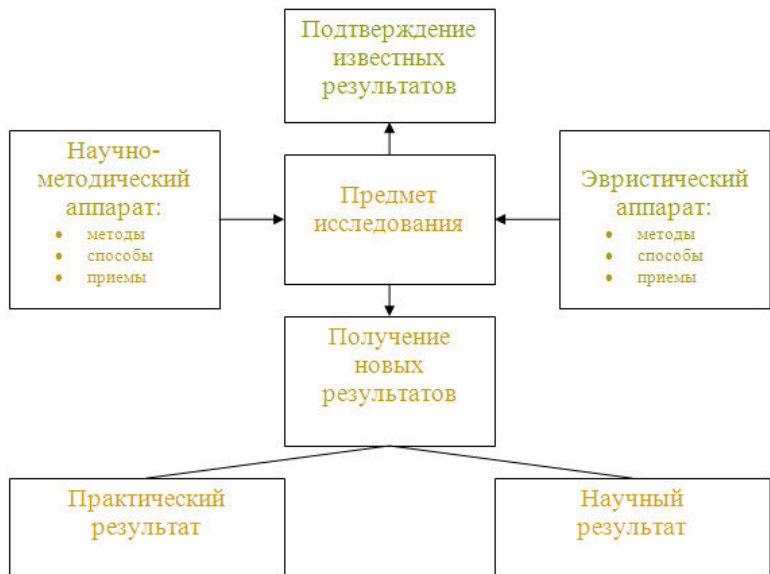 Подтверждение
известных
результатов
Научно-
методический
аппарат:
• методы
• способы
• приемы
Предмет
исследования
Эвристический
аппарат:
• методы
• способы
• приемы
Получение
новых
результатов
Практический
результат
Научный
результат